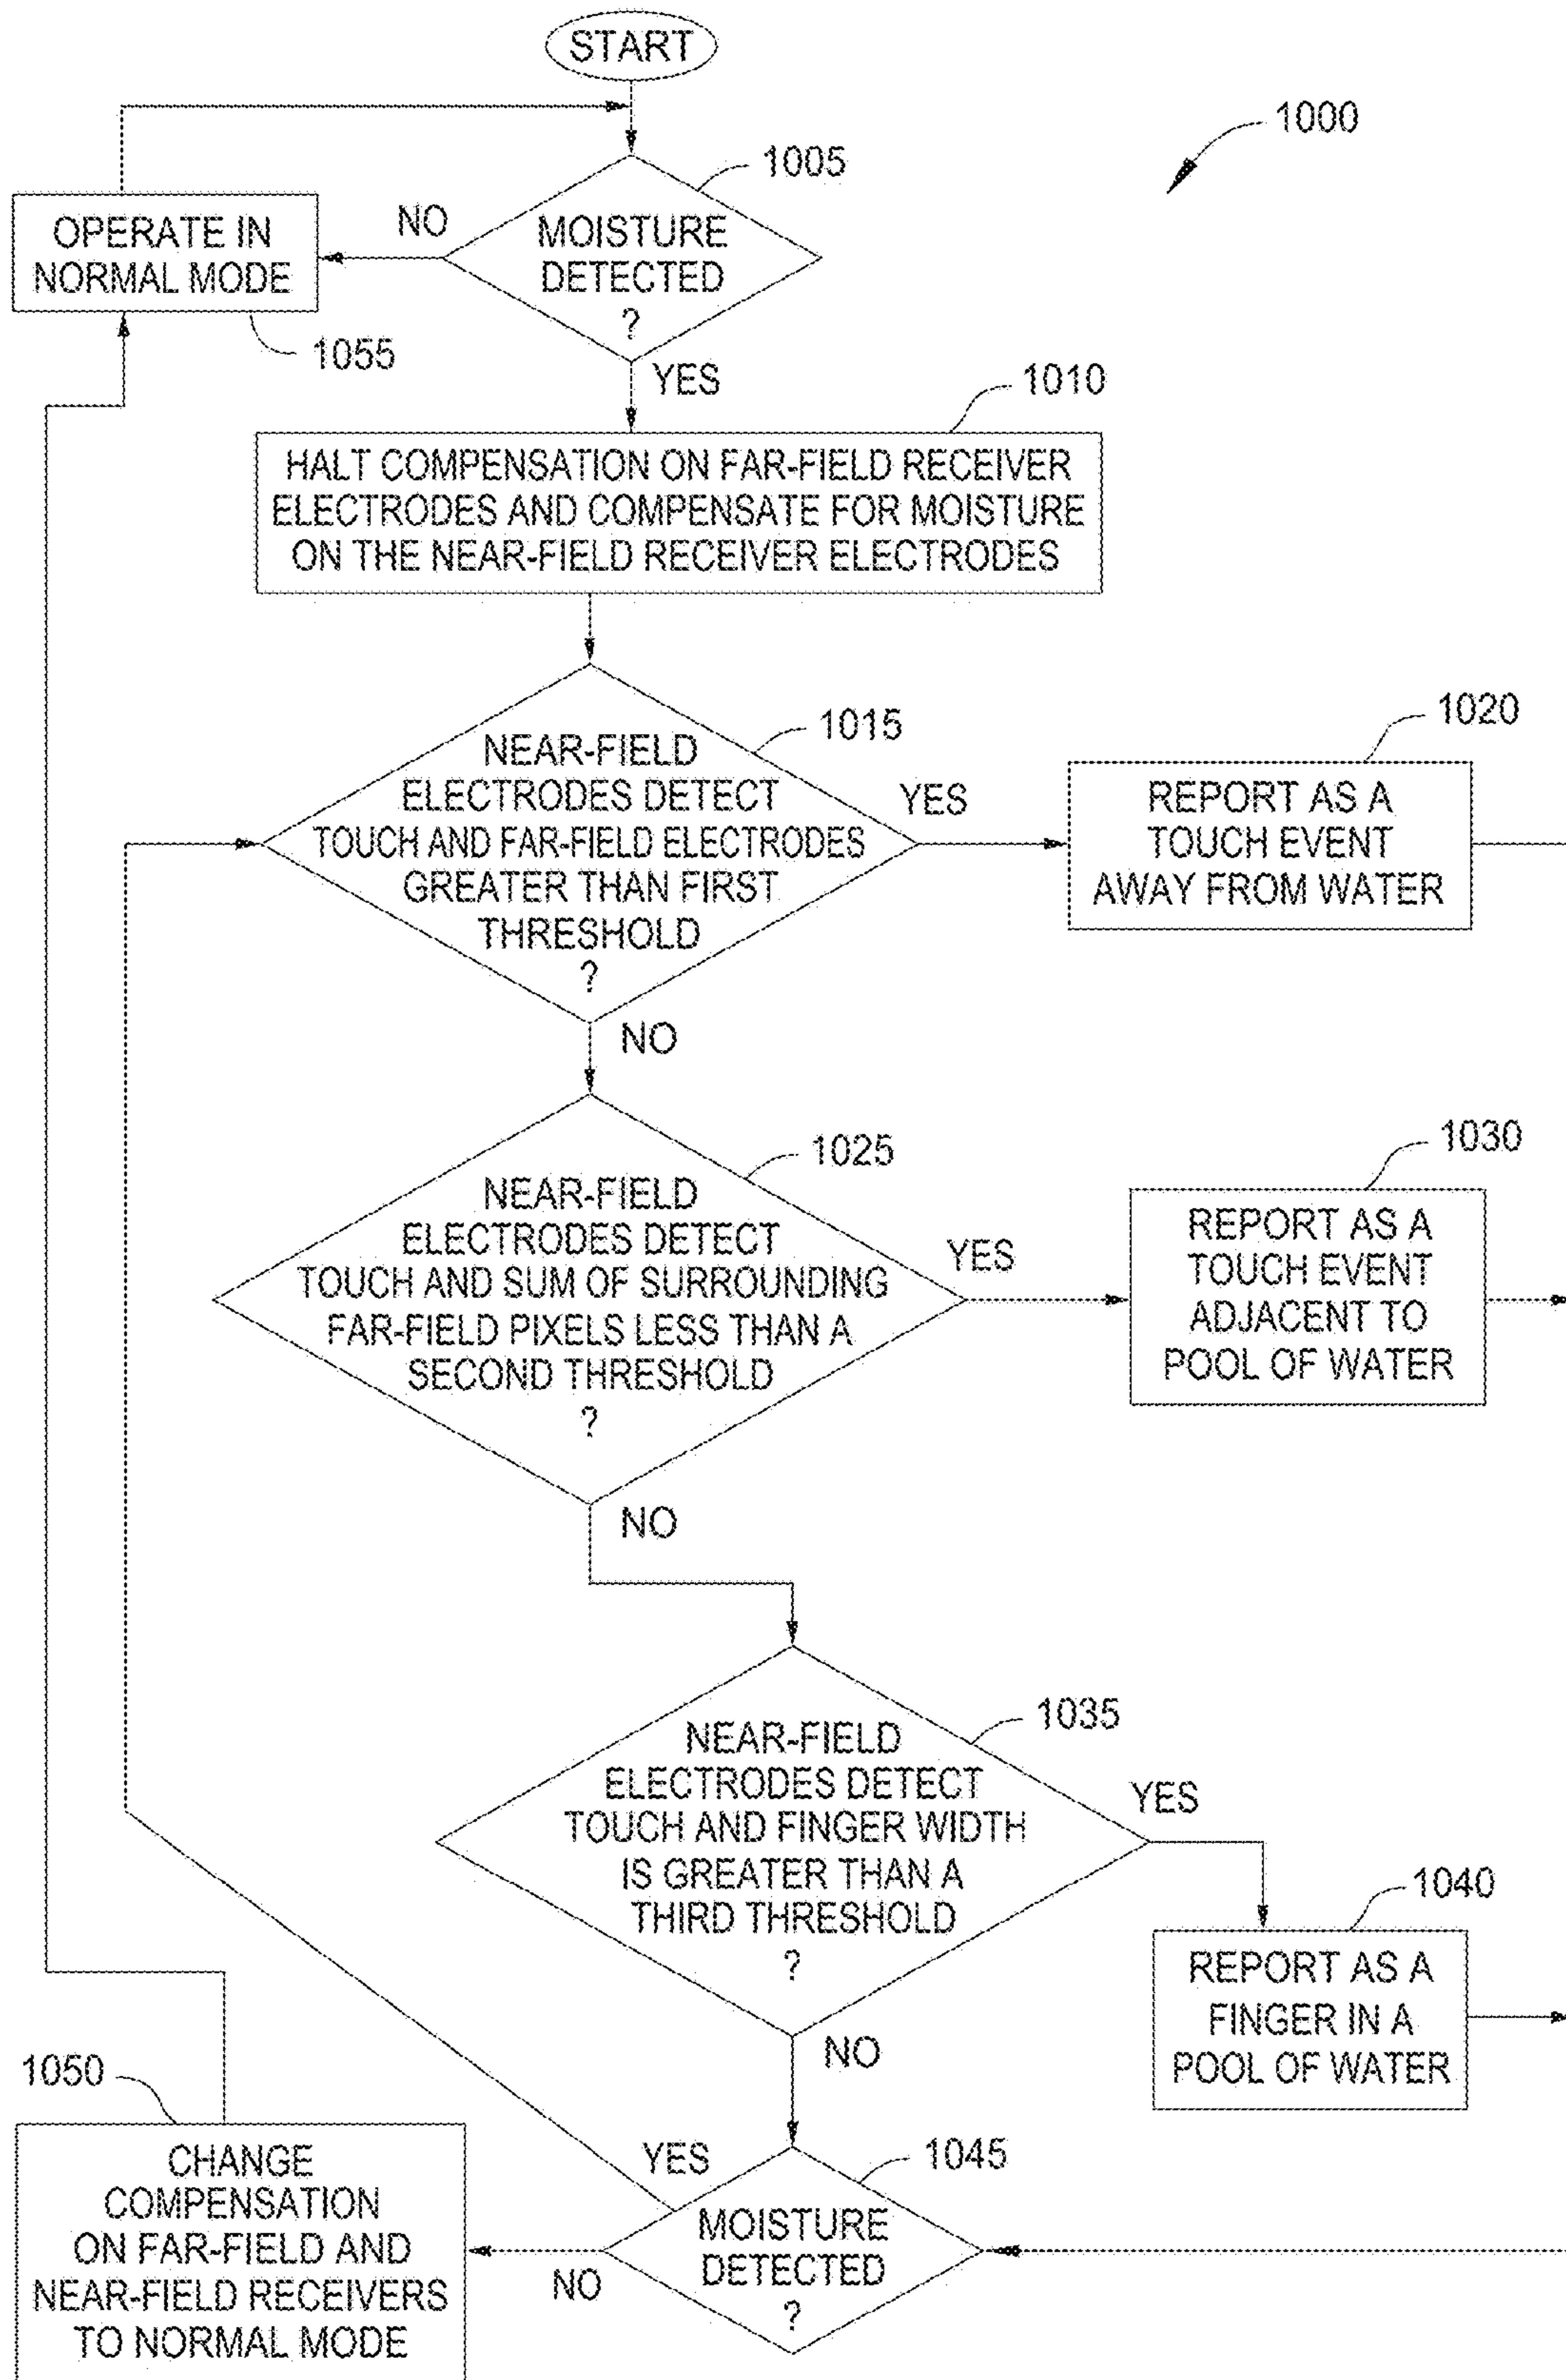 START
1000
1005
MOISTURE
DETECTED
?
NO
YES
OPERATE IN
NORMAL MODE
1055
1010
HALT COMPENSATION ON FAR-FIELD RECEIVER
ELECTRODES AND COMPENSATE FOR MOISTURE
ON THE NEAR-FIELD RECEIVER ELECTRODES
1015
NEAR-FIELD
ELECTRODES DETECT
TOUCH AND FAR-FIELD ELECTRODES
GREATER THAN FIRST
THRESHOLD
?
YES
NO
1020
REPORT AS A
TOUCH EVENT
AWAY FROM WATER
1025
NEAR-FIELD
ELECTRODES DETECT
TOUCH AND SUM OF SURROUNDING
FAR-FIELD PIXELS LESS THAN A
SECOND THRESHOLD
?
YES
NO
1030
REPORT AS A
TOUCH EVENT
ADJACENT TO
POOL OF WATER
1035
NEAR-FIELD
ELECTRODES DETECT
TOUCH AND FINGER WIDTH
IS GREATER THAN A
THIRD THRESHOLD
?
YES
NO
1040
REPORT AS A
FINGER IN A
POOL OF WATER
1045
MOISTURE
DETECTED
?
YES
NO
1050
CHANGE
COMPENSATION
ON FAR-FIELD AND
NEAR-FIELD RECEIVERS
TO NORMAL MODE